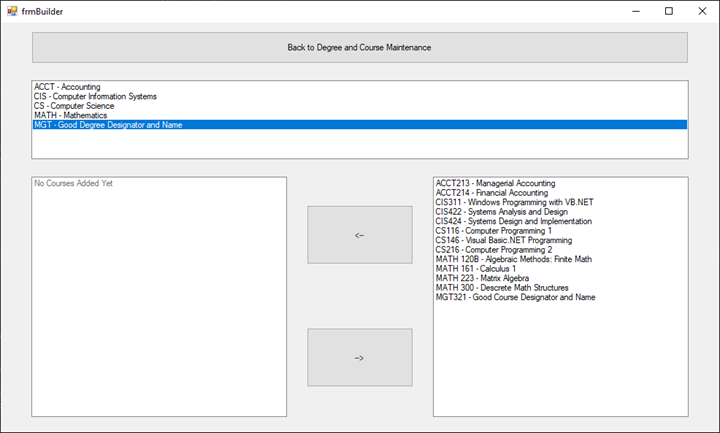 frmBuilder
Back to Degree and Course Maintenance
ACCT - Accounting
CIS - Computer Information Systems
CS - Computer Science
MATH - Mathematics
MGT - Good Degree Designator and Name
No Courses Added Yet
<--
-->
ACCT213 - Managerial Accounting
ACCT214 - Financial Accounting
CIS311 - Windows Programming with VB.NET
CIS422 - Systems Analysis and Design
CIS424 - Systems Design and Implementation
CS116 - Computer Programming 1
CS146 - Visual Basic.NET Programming
CS216 - Computer Programming 2
MATH 120B - Algebraic Methods: Finite Math
MATH 161 - Calculus 1
MATH 223 - Matrix Algebra
MATH 300 - Descrete Math Structures
MGT321 - Good Course Designator and Name